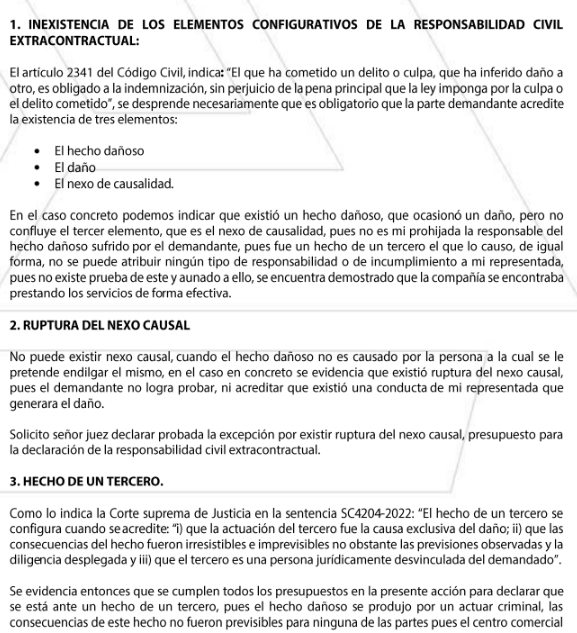 1. INEXISTENCIA DE LOS ELEMENTOS CONFIGURATIVOS DE LA RESPONSABILIDAD CIVIL
EXTRACONTRACTUAL:
El artículo 2341 del Código Civil, indica: "El que ha cometido un delito o culpa, que ha inferido daño a
otro, es obligado a la indemnización, sin perjuicio de la pena principal que la ley imponga por la culpa o
el delito cometido", se desprende necesariamente que es obligatorio que la parte demandante acredite
la existencia de tres elementos:
• El hecho dañoso
• El daño
• El nexo de causalidad.
En el caso concreto podemos indicar que existió un hecho dañoso, que ocasionó un daño, pero no
confluye el tercer elemento, que es el nexo de causalidad, pues no es mi prohijada la responsable del
hecho dañoso sufrido por el demandante, pues fue un hecho de un tercero el que lo causo, de igual
forma, no se puede atribuir ningún tipo de responsabilidad o de incumplimiento a mi representada,
pues no existe prueba de este y aunado a ello, se encuentra demostrado que la compañía se encontraba
prestando los servicios de forma efectiva.
2. RUPTURA DEL NEXO CAUSAL
No puede existir nexo causal, cuando el hecho dañoso no es causado por la persona a la cual se le
pretende endilgar el mismo, en el caso en concreto se evidencia que existió ruptura del nexo causal,
pues el demandante no logra probar, ni acreditar que existió una conducta de mi representada que
generara el daño.
Solicito señor juez declarar probada la excepción por existir ruptura del nexo causal, presupuesto para
la declaración de la responsabilidad civil extracontractual.
3. HECHO DE UN TERCERO.
Como lo indica la Corte suprema de Justicia en la sentencia SC4204-2022: "El hecho de un tercero se
configura cuando se acredite: "i) que la actuación del tercero fue la causa exclusiva del daño; ii) que las
consecuencias del hecho fueron irresistibles e imprevisibles no obstante las previsiones observadas y la
diligencia desplegada y iii) que el tercero es una persona jurídicamente desvinculada del demandado".
Se evidencia entonces que se cumplen todos los presupuestos en la presente acción para declarar que
se está ante un hecho de un tercero, pues el hecho dañoso se produjo por un actuar criminal, las
consecuencias de este hecho no fueron previsibles para ninguna de las partes pues el centro comercial